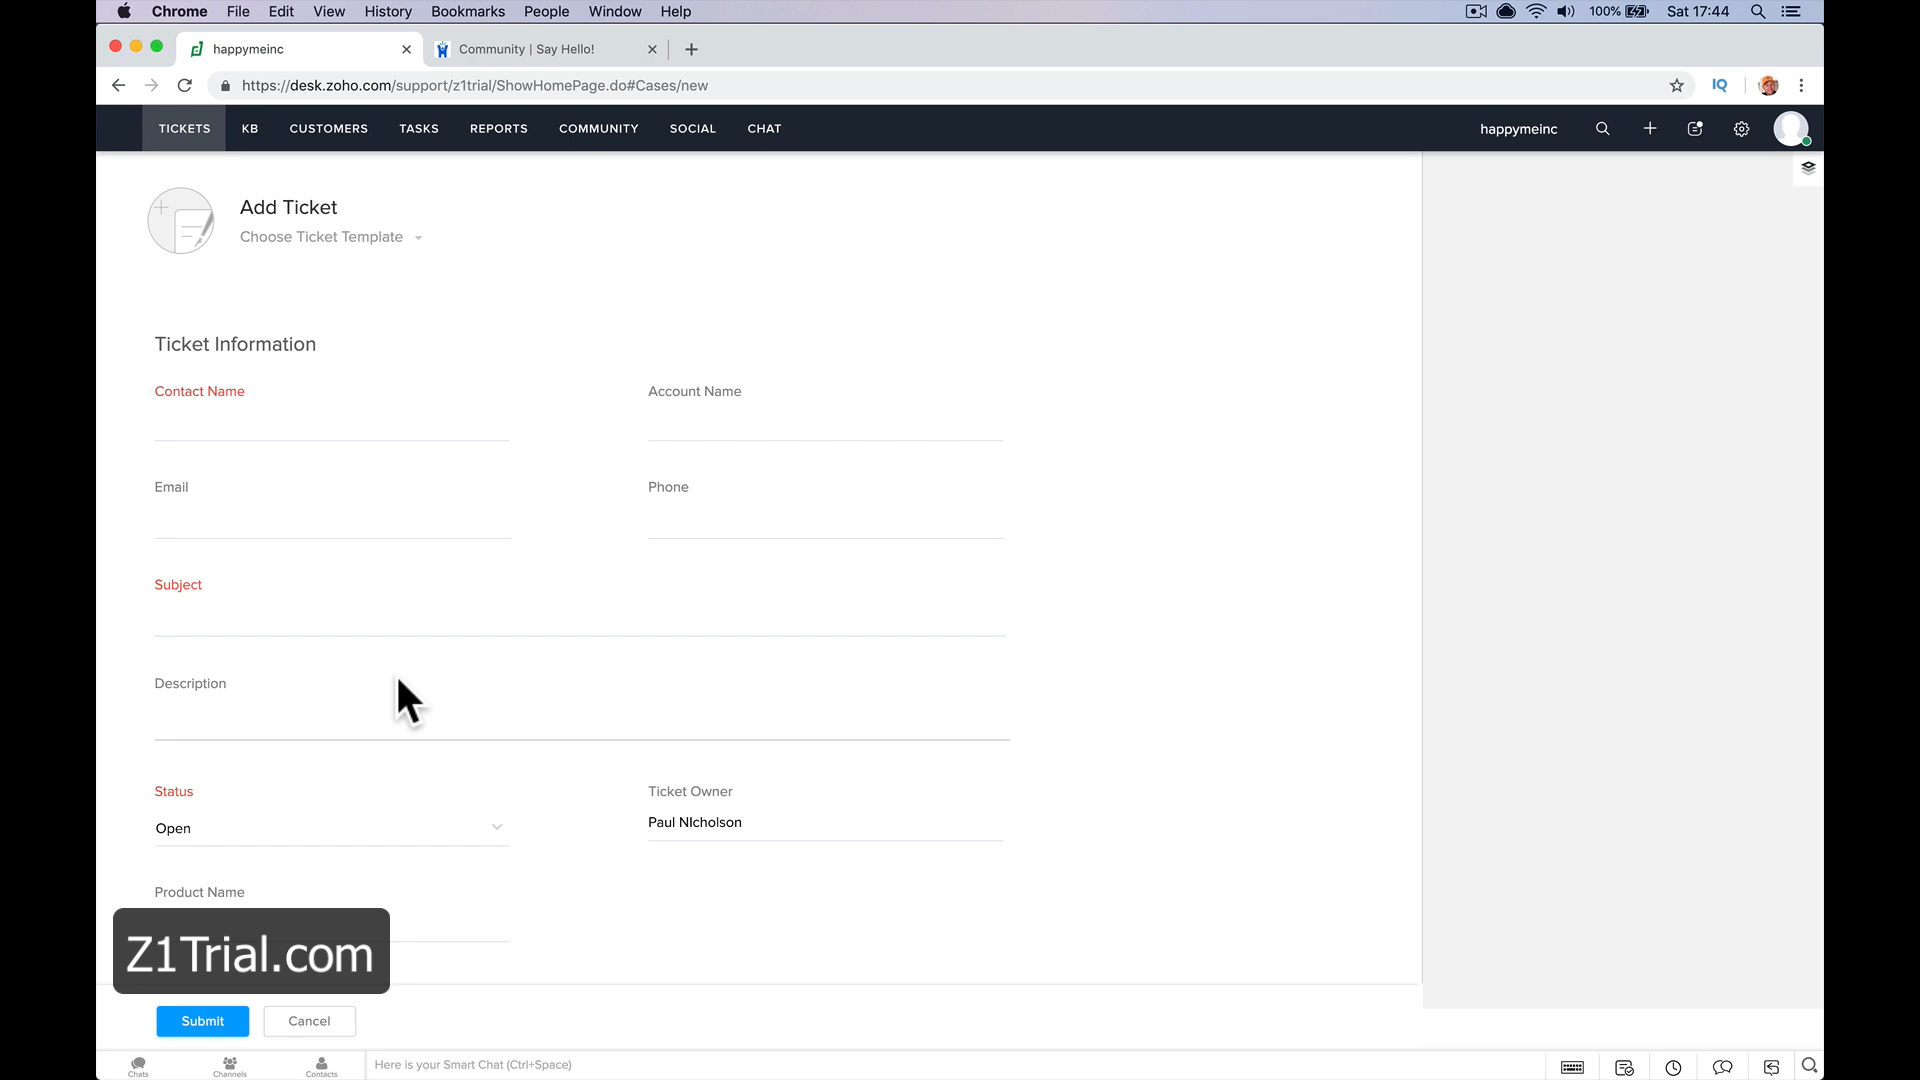 Chrome File Edit View History Bookmarks People Window Help 100% Sat 17:44
happymeinc Community | Say Hello!
https://desk.zoho.com/support/z1trial/ShowHomePage.do#Cases/new IQ
TICKETS KB CUSTOMERS TASKS REPORTS COMMUNITY SOCIAL CHAT happymeinc
Add Ticket
Choose Ticket Template
Ticket Information
Contact Name Account Name
Email Phone
Subject
Description
Status Ticket Owner
Open Paul NIcholson
Product Name
Z1Trial.com
Submit Cancel
Here is your Smart Chat (Ctrl+Space)
Chats Channels Contacts